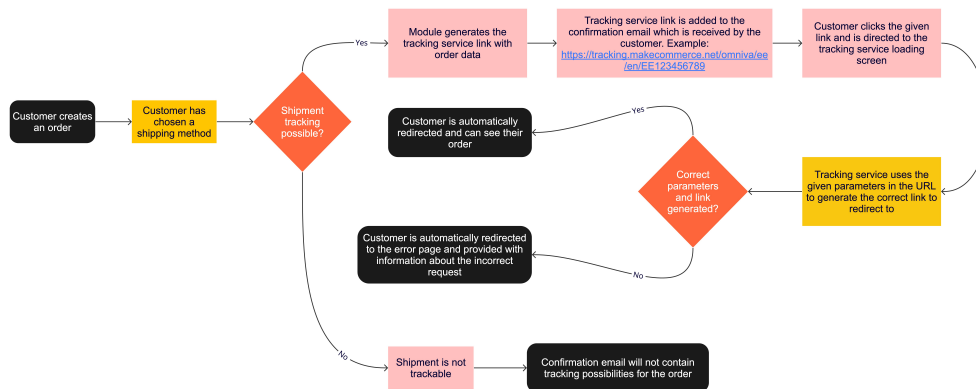 Yes
Module generates the
tracking service link with
order data
Tracking service link is added to the
confirmation email which is received by the
customer. Example:
https://tracking.makecommerce.net/omniva/ee
/en/EE123456789
Customer clicks the given
link and is directed to the
tracking service loading
screen
Customer creates
an order
Customer has
chosen a
shipping method
Shipment
tracking
possible?
Yes
Customer is automatically
redirected and can see their
order
Correct
parameters
and link
generated?
Tracking service uses the
given parameters in the URL
to generate the correct link to
redirect to
Customer is automatically redirected
to the error page and provided with
information about the incorrect
request
No
No
Shipment is not
trackable
Confirmation email will not contain
tracking possibilities for the order